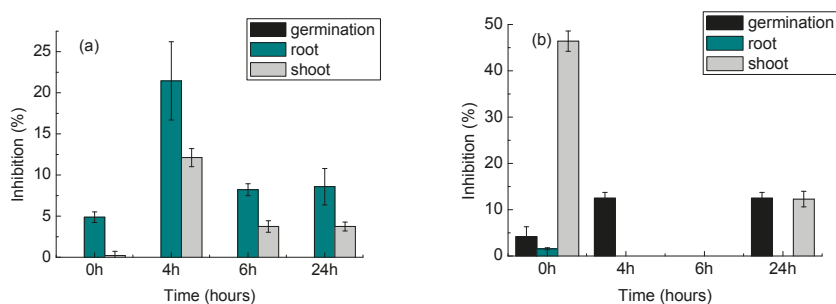 (a)
germination
root
shoot
25
20
15
10
5
0
Inhibition (%)
0h 4h 6h 24h
Time (hours)
(b)
germination
root
shoot
50
40
30
20
10
0
Inhibition (%)
0h 4h 6h 24h
Time (hours)